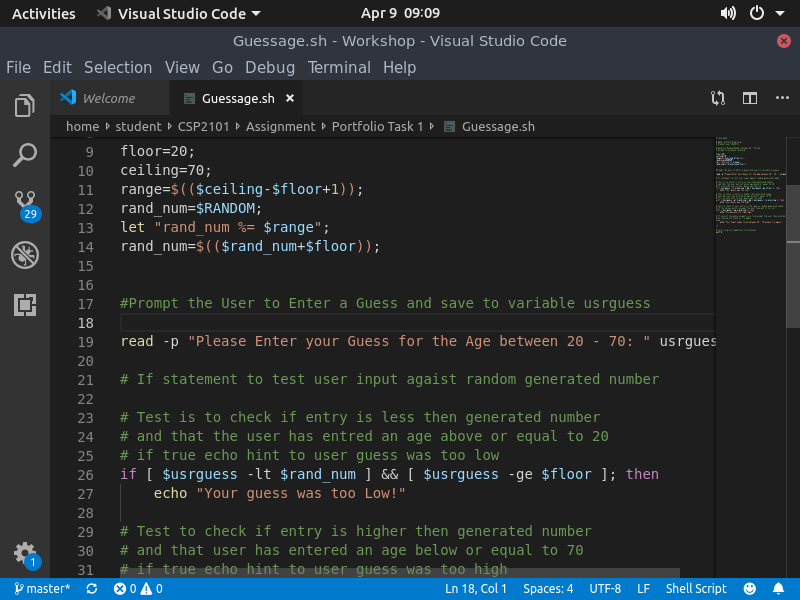 Activities Visual Studio Code Apr 9 09:09
Guessage.sh - Workshop - Visual Studio Code
File Edit Selection View Go Debug Terminal Help
Welcome Guessage.sh
home student CSP2101 Assignment Portfolio Task 1 Guessage.sh
9 floor=20;
10 ceiling=70;
11 range=$(($ceiling-$floor+1));
12 rand_num=$RANDOM;
13 let "rand_num %= $range";
14 rand_num=$(($rand_num+$floor));
15
16
17 #Prompt the User to Enter a Guess and save to variable usrguess
18
19 read -p "Please Enter your Guess for the Age between 20 - 70: " usrgues
20
21 # If statement to test user input agaist random generated number
22
23 # Test is to check if entry is less then generated number
24 # and that the user has entred an age above or equal to 20
25 # if true echo hint to user guess was too low
26 if [ $usrguess -lt $rand_num ] && [ $usrguess -ge $floor ]; then
27 echo "Your guess was too Low!"
28
29 # Test to check if entry is higher then generated number
30 # and that user has entered an age below or equal to 70
31 # if true echo hint to user guess was too high
29
1
master* 0 0 Ln 18, Col 1 Spaces: 4 UTF-8 LF Shell Script